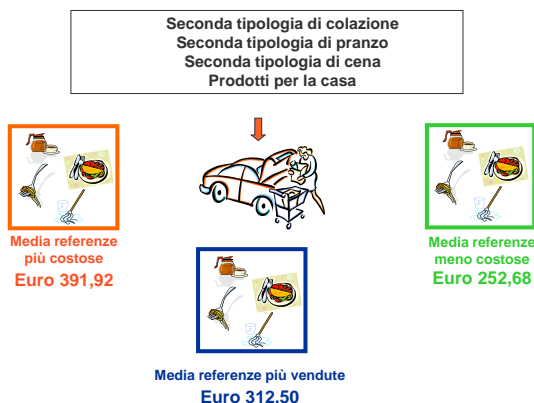 Seconda tipologia di colazione
Seconda tipologia di pranzo
Seconda tipologia di cena
Prodotti per la casa
Media referenze
più costose
Euro 391,92
Media referenze
meno costose
Euro 252,68
Media referenze più vendute
Euro 312,50